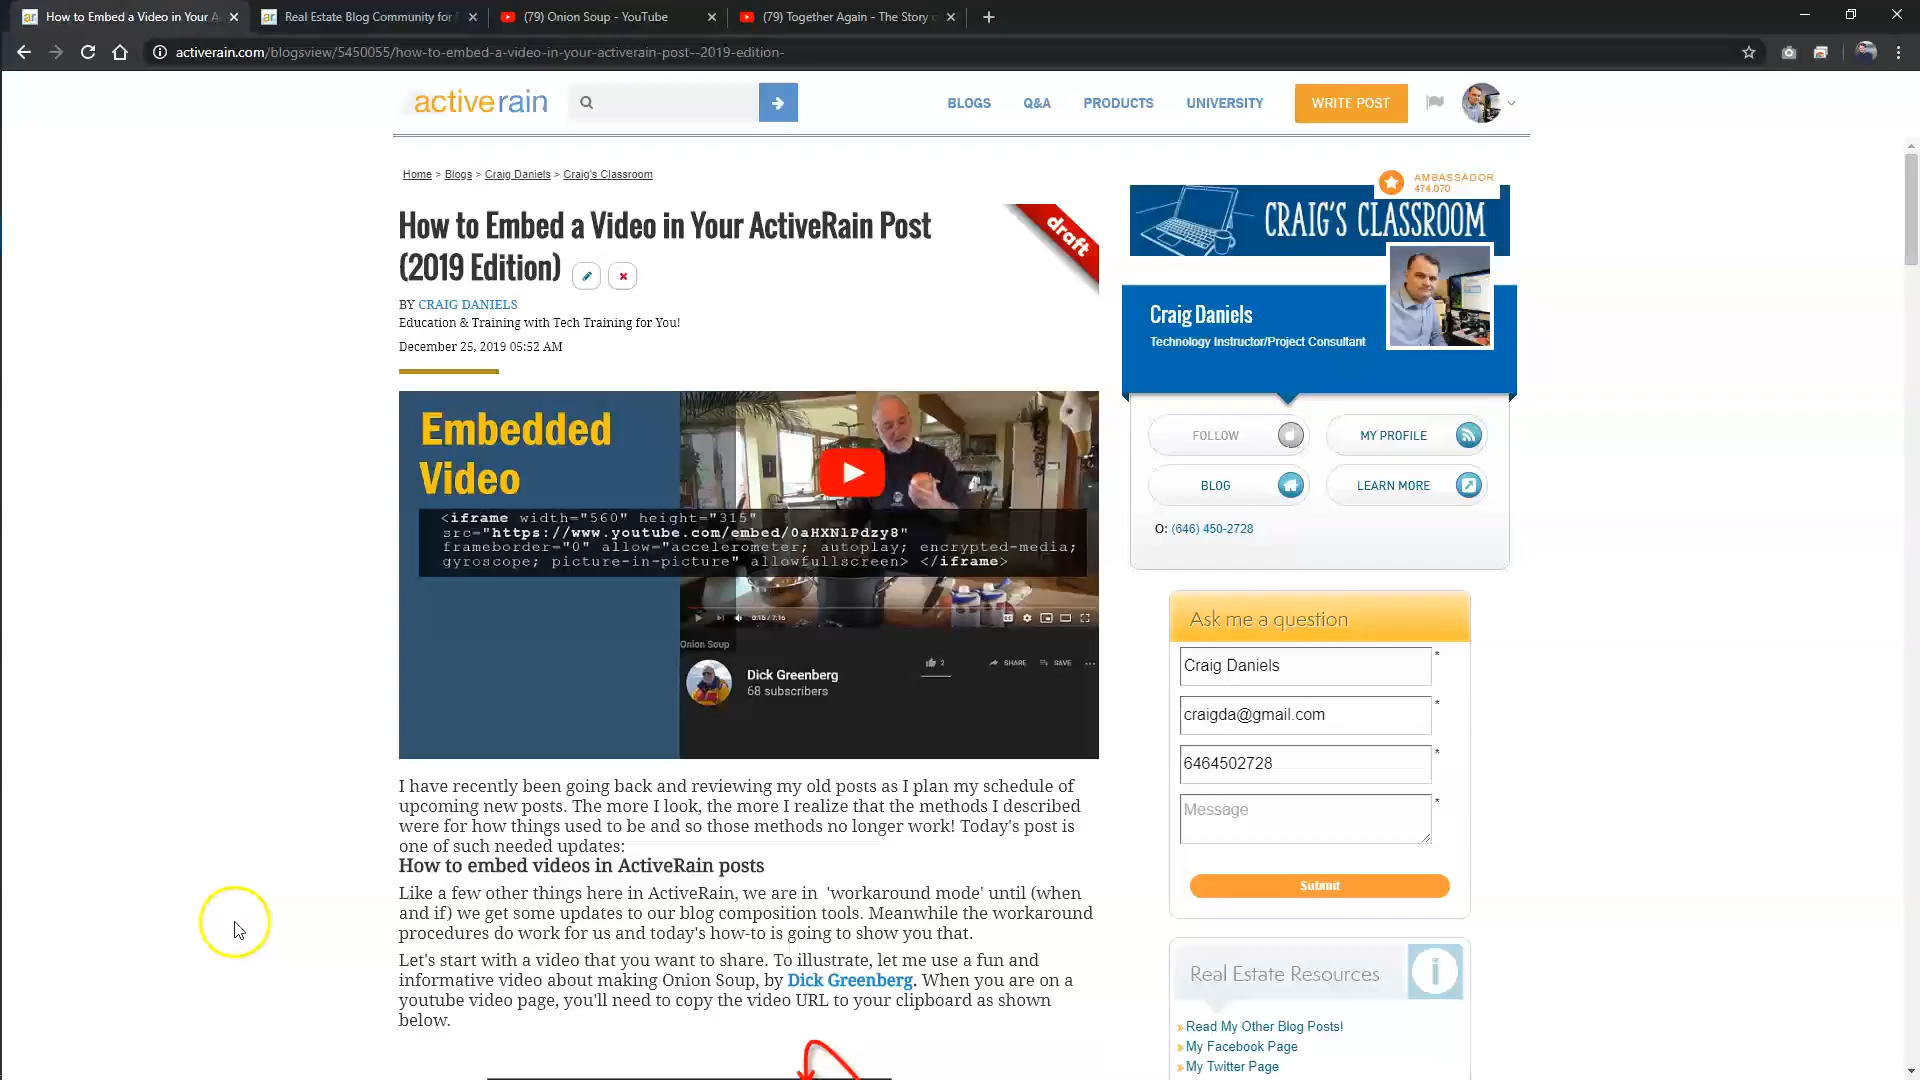 How to Embed a Video in Your A
Real Estate Blog Community for
(79) Onion Soup - YouTube
(79) Together Again - The Story
activerain.com/blogsview/5450055/how-to-embed-a-video-in-your-activerain-post--2019-edition-
activerain
BLOGS
Q&A
PRODUCTS
UNIVERSITY
WRITE POST
Home > Blogs > Craig Daniels > Craig's Classroom
How to Embed a Video in Your ActiveRain Post
(2019 Edition)
draft
BY CRAIG DANIELS
Education & Training with Tech Training for You!
December 25, 2019 05:52 AM
Embedded
Video
<iframe width="560" height="315"
src="https://www.youtube.com/embed/0aHXNlPdzy8"
frameborder="0" allow="accelerometer; autoplay; encrypted-media;
gyroscope; picture-in-picture" allowfullscreen> </iframe>
0:15 / 7:16
Onion Soup
2
SHARE
SAVE
Dick Greenberg
68 subscribers
I have recently been going back and reviewing my old posts as I plan my schedule of
upcoming new posts. The more I look, the more I realize that the methods I described
were for how things used to be and so those methods no longer work! Today's post is
one of such needed updates:
How to embed videos in ActiveRain posts
Like a few other things here in ActiveRain, we are in 'workaround mode' until (when
and if) we get some updates to our blog composition tools. Meanwhile the workaround
procedures do work for us and today's how-to is going to show you that.
Let's start with a video that you want to share. To illustrate, let me use a fun and
informative video about making Onion Soup, by Dick Greenberg. When you are on a
youtube video page, you'll need to copy the video URL to your clipboard as shown
below.
AMBASSADOR
474,070
CRAIG'S CLASSROOM
Craig Daniels
Technology Instructor/Project Consultant
FOLLOW
MY PROFILE
BLOG
LEARN MORE
O: (646) 450-2728
Ask me a question
Craig Daniels *
craigda@gmail.com *
6464502728 *
Message *
Submit
Real Estate Resources
» Read My Other Blog Posts!
» My Facebook Page
» My Twitter Page